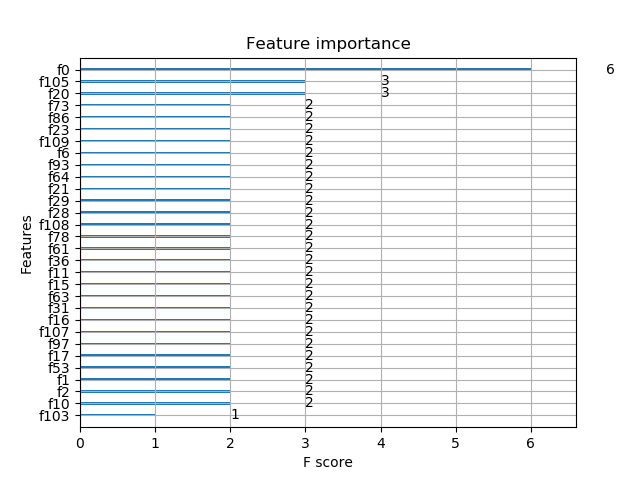 Feature importance
f0 6
f105 3
f20 3
f73 2
f86 2
f23 2
f109 2
f6 2
f93 2
f64 2
f21 2
f29 2
f28 2
f108 2
f78 2
f61 2
f36 2
f11 2
f15 2
f63 2
f31 2
f16 2
f107 2
f97 2
f17 2
f53 2
f1 2
f2 2
f10 2
f103 1
Features
0 1 2 3 4 5 6
F score